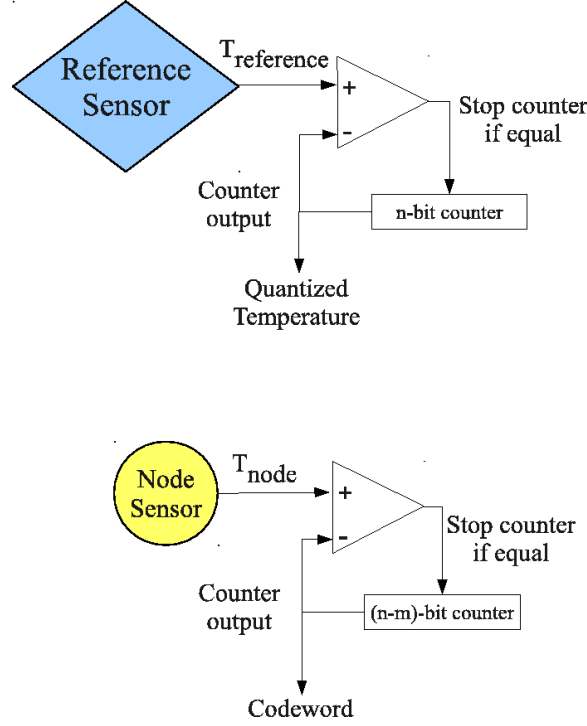 Reference
Sensor
T_reference
+
-
Stop counter
if equal
Counter
output
n-bit counter
Quantized
Temperature
Node
Sensor
T_node
+
-
Stop counter
if equal
Counter
output
(n-m)-bit counter
Codeword